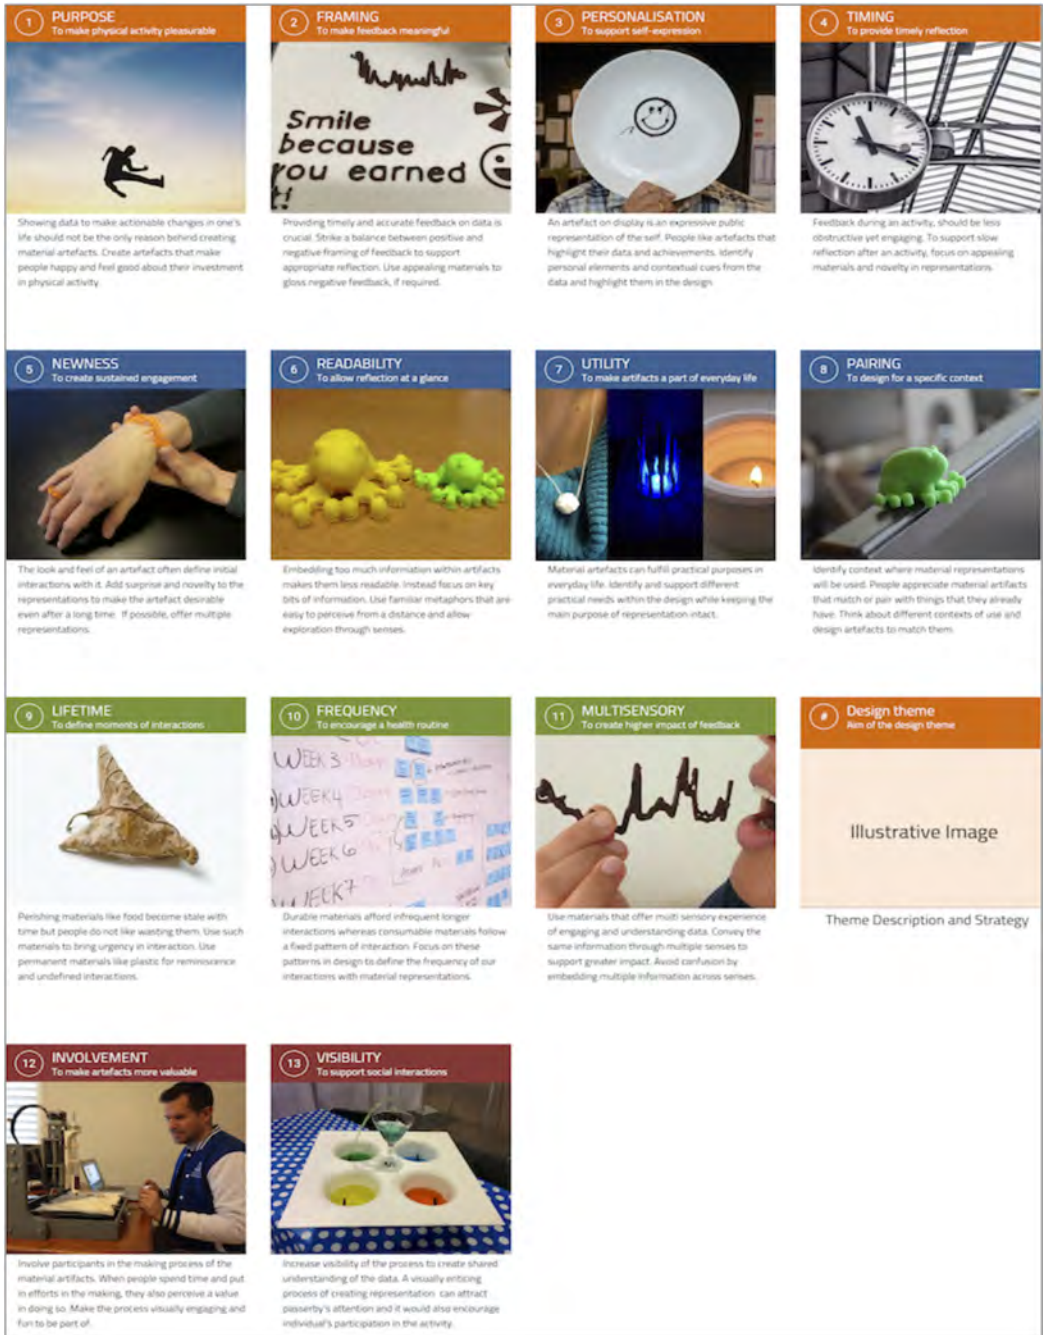 1 PURPOSE
To make physical activity pleasurable
Showing data to make actionable changes in one's
life should not be the only reason behind creating
material artefacts. Create artefacts that make
people happy and feel good about their investment
in physical activity.
2 FRAMING
To make feedback meaningful
Smile
because
you earned
it!
Providing timely and accurate feedback on data is
crucial. Strike a balance between positive and
negative framing of feedback to support
appropriate reflection. Use appealing materials to
gloss negative feedback, if required.
3 PERSONALISATION
To support self-expression
An artefact on display is an expressive public
representation of the self. People like artefacts that
highlight their data and achievements. Identify
personal elements and contextual cues from the
data and highlight them in the design
4 TIMING
To provide timely reflection
Feedback during an activity, should be less
obstructive yet engaging. To support slow
reflection after an activity, focus on appealing
materials and novelty in representations.
5 NEWNESS
To create sustained engagement
The look and feel of an artefact often define initial
interactions with it. Add surprise and novelty to the
representations to make the artefact desirable
even after a long time. If possible, offer multiple
representations.
6 READABILITY
To allow reflection at a glance
Embedding too much information within artifacts
makes them less readable. Instead focus on key
bits of information. Use familiar metaphors that are
easy to perceive from a distance and allow
exploration through senses.
7 UTILITY
To make artifacts a part of everyday life
Material artefacts can fulfill practical purposes in
everyday life. Identify and support different
practical needs within the design while keeping the
main purpose of representation intact.
8 PAIRING
To design for a specific context
Identify context where material representations
will be used. People appreciate material artifacts
that match or pair with things that they already
have. Think about different contexts of use and
design artefacts to match them.
9 LIFETIME
To define moments of interactions
Perishing materials like food become stale with
time but people do not like wasting them. Use such
materials to bring urgency in interaction. Use
permanent materials like plastic for reminiscence
and undefined interactions.
10 FREQUENCY
To encourage a health routine
WEEK 3
WEEK 4
WEEK 5
WEEK 6
WEEK 7
Durable materials afford infrequent longer
interactions whereas consumable materials follow
a fixed pattern of interaction. Focus on these
patterns in design to define the frequency of our
interactions with material representations.
11 MULTISENSORY
To create higher impact of feedback
Use materials that offer multi sensory experience
of engaging and understanding data. Convey the
same information through multiple senses to
support greater impact. Avoid confusion by
embedding multiple information across senses.
# Design theme
Aim of the design theme
Illustrative Image
Theme Description and Strategy
12 INVOLVEMENT
To make artefacts more valuable
Involve participants in the making process of the
material artifacts. When people spend time and put
in efforts in the making, they also perceive a value
in doing so. Make the process visually engaging and
fun to be part of.
13 VISIBILITY
To support social interactions
Increase visibility of the process to create shared
understanding of the data. A visually enticing
process of creating representation can attract
passerby's attention and it would also encourage
individual's participation in the activity.